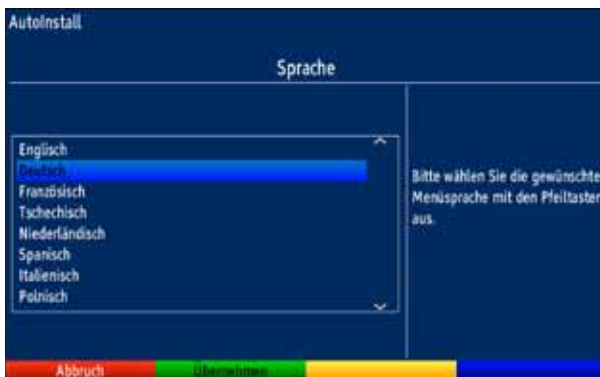 AutoInstall
Sprache
Englisch
Deutsch
Französisch
Tschechisch
Niederländisch
Spanisch
Italienisch
Polnisch
Bitte wählen Sie die gewünschte
Menüsprache mit den Pfeiltasten
aus.
Abbruch
Übernehmen